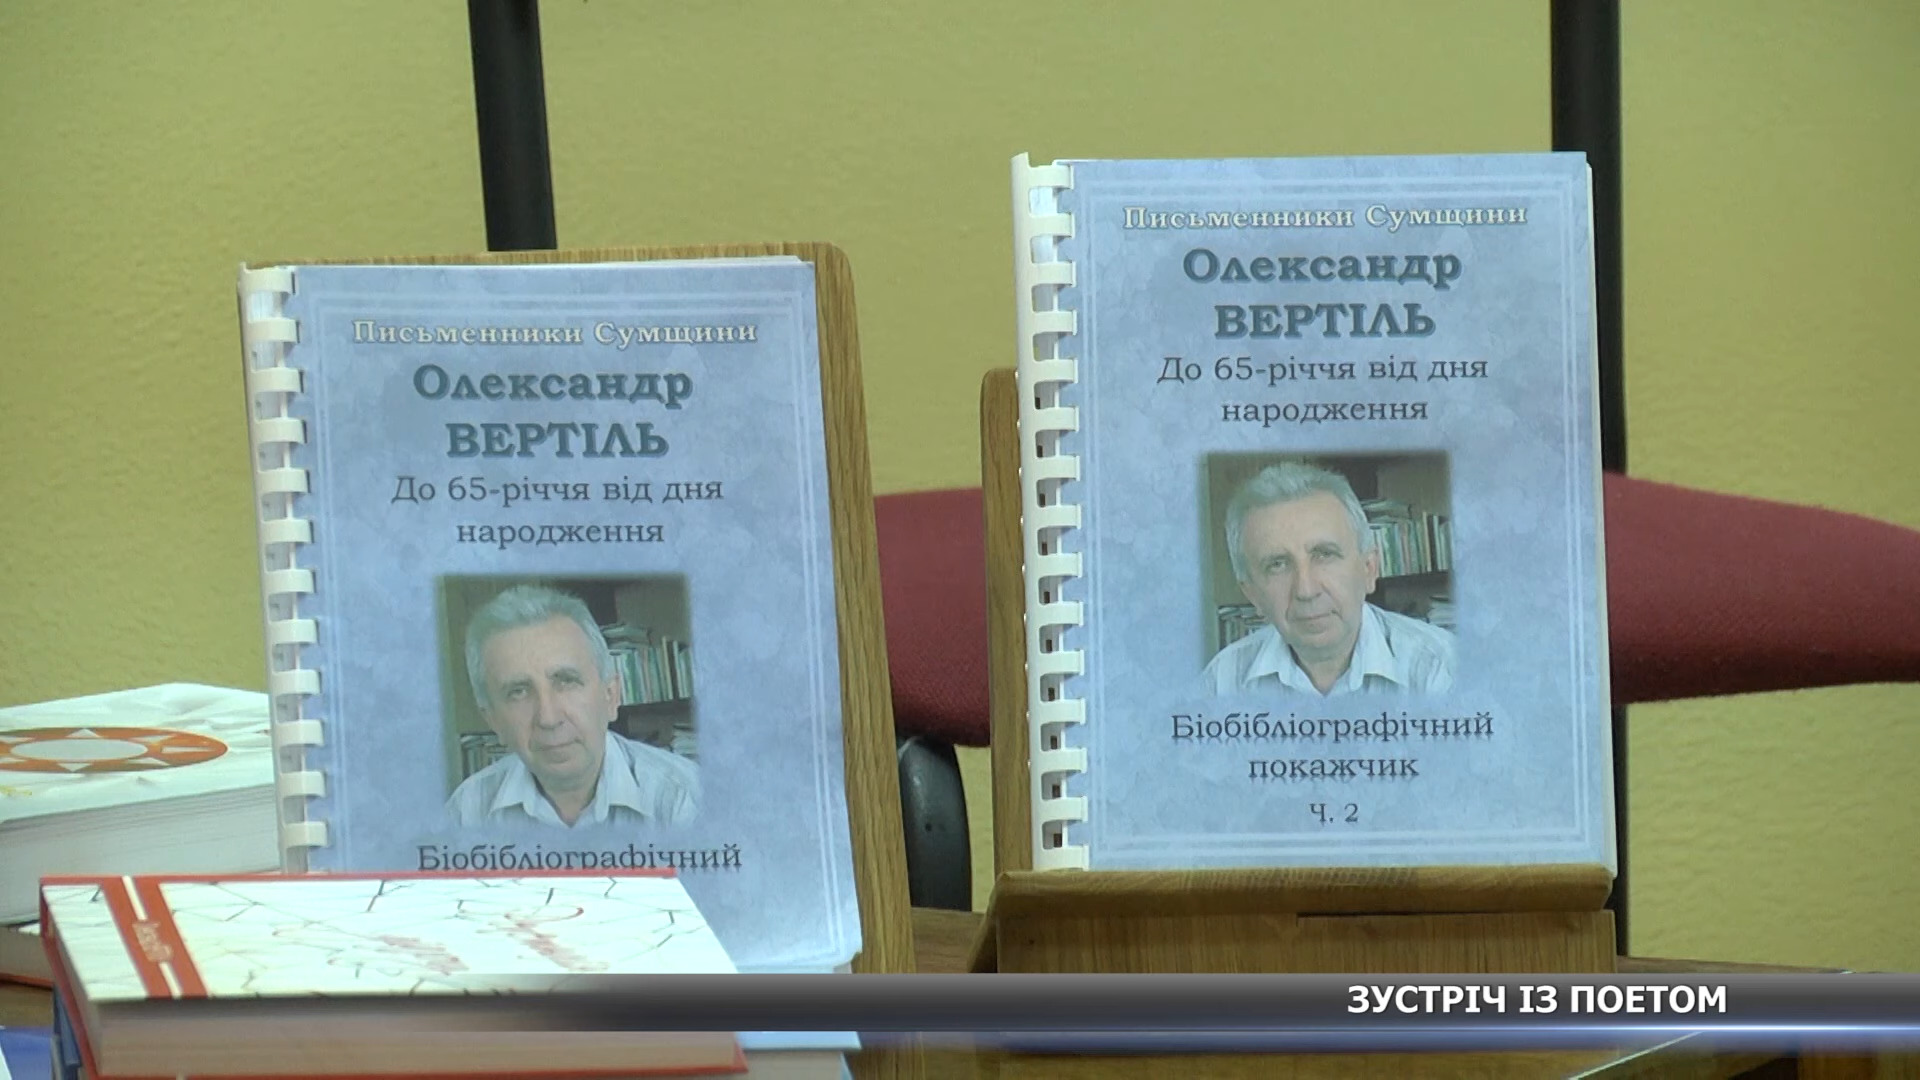 Письменники Сумщини
Олександр
ВЕРТІЛЬ
До 65-річчя від дня
народження
Біобібліографічний
Письменники Сумщини
Олександр
ВЕРТІЛЬ
До 65-річчя від дня
народження
Біобібліографічний
покажчик
Ч. 2
ЗУСТРІЧ ІЗ ПОЕТОМ